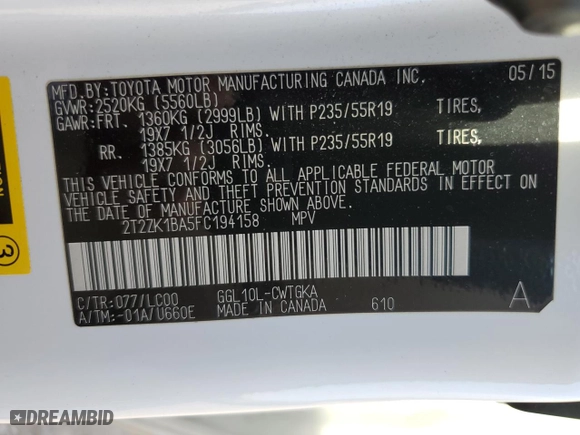 MFD.BY:TOYOTA MOTOR MANUFACTURING CANADA INC. 05/15
GVWR:2520KG (5560LB)
GAWR:FRT. 1360KG (2999LB) WITH P235/55R19 TIRES,
19X7 1/2J RIMS.
RR. 1385KG (3056LB) WITH P235/55R19 TIRES,
19X7 1/2J RIMS.
THIS VEHICLE CONFORMS TO ALL APPLICABLE FEDERAL MOTOR
VEHICLE SAFETY AND THEFT PREVENTION STANDARDS IN EFFECT ON
THE DATE OF MANUFACTURE SHOWN ABOVE.
2T2ZK1BA5FC194158 MPV
C/TR:077/LC00 GGL10L-CWTGKA
A/TM:-01A/U660E MADE IN CANADA 610 A
3
DREAMBID